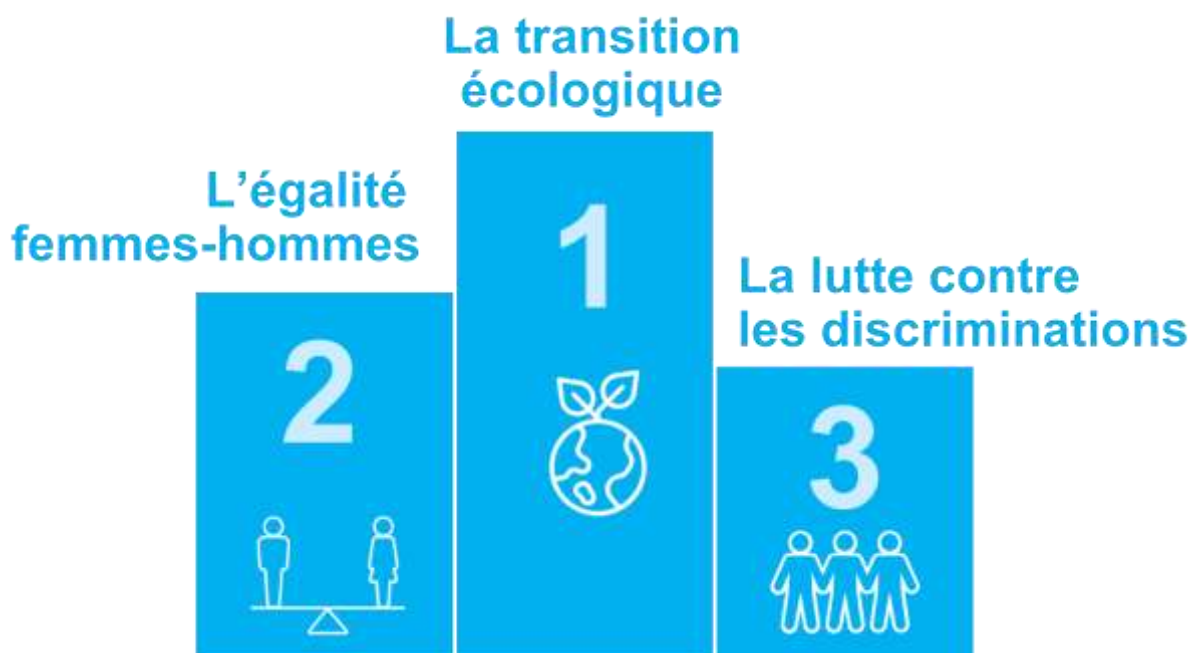 La transition
écologique
1
L’égalité
femmes-hommes
2
La lutte contre
les discriminations
3